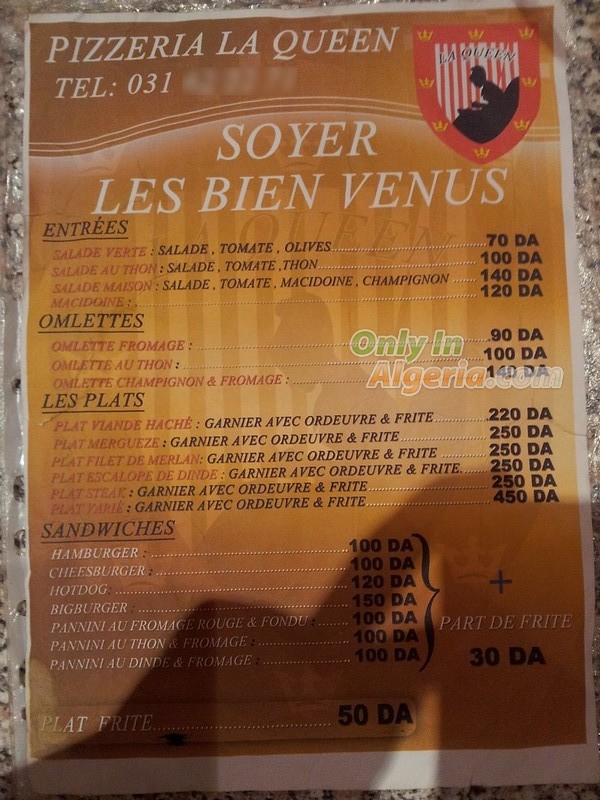 PIZZERIA LA QUEEN
TEL: 031
LA QUEEN
SOYER
LES BIEN VENUS
LA QUEEN
ENTRÉES
SALADE VERTE : SALADE , TOMATE , OLIVES 70 DA
SALADE AU THON : SALADE , TOMATE ,THON 100 DA
SALADE MAISON : SALADE , TOMATE , MACIDOINE , CHAMPIGNON 140 DA
MACIDOINE : 120 DA
OMLETTES
OMLETTE FROMAGE : 90 DA
OMLETTE AU THON : 100 DA
OMLETTE CHAMPIGNON & FROMAGE : 140 DA
Only In
Algeria.com
LES PLATS
PLAT VIANDE HACHÉ : GARNIER AVEC ORDEUVRE & FRITE 220 DA
PLAT MERGUEZE : GARNIER AVEC ORDEUVRE & FRITE 250 DA
PLAT FILET DE MERLAN: GARNIER AVEC ORDEUVRE & FRITE 250 DA
PLAT ESCALOPE DE DINDE : GARNIER AVEC ORDEUVRE & FRITE. 250 DA
PLAT STEAK : GARNIER AVEC ORDEUVRE & FRITE 250 DA
PLAT VARIÉ : GARNIER AVEC ORDEUVRE & FRITE 450 DA
SANDWICHES
HAMBURGER : 100 DA
CHEESBURGER : 100 DA
HOTDOG 120 DA
BIGBURGER : 150 DA
PANNINI AU FROMAGE ROUGE & FONDU : 100 DA
PANNINI AU THON & FROMAGE : 100 DA
PANNINI AU DINDE & FROMAGE : 100 DA
+
PART DE FRITE
30 DA
PLAT FRITE 50 DA